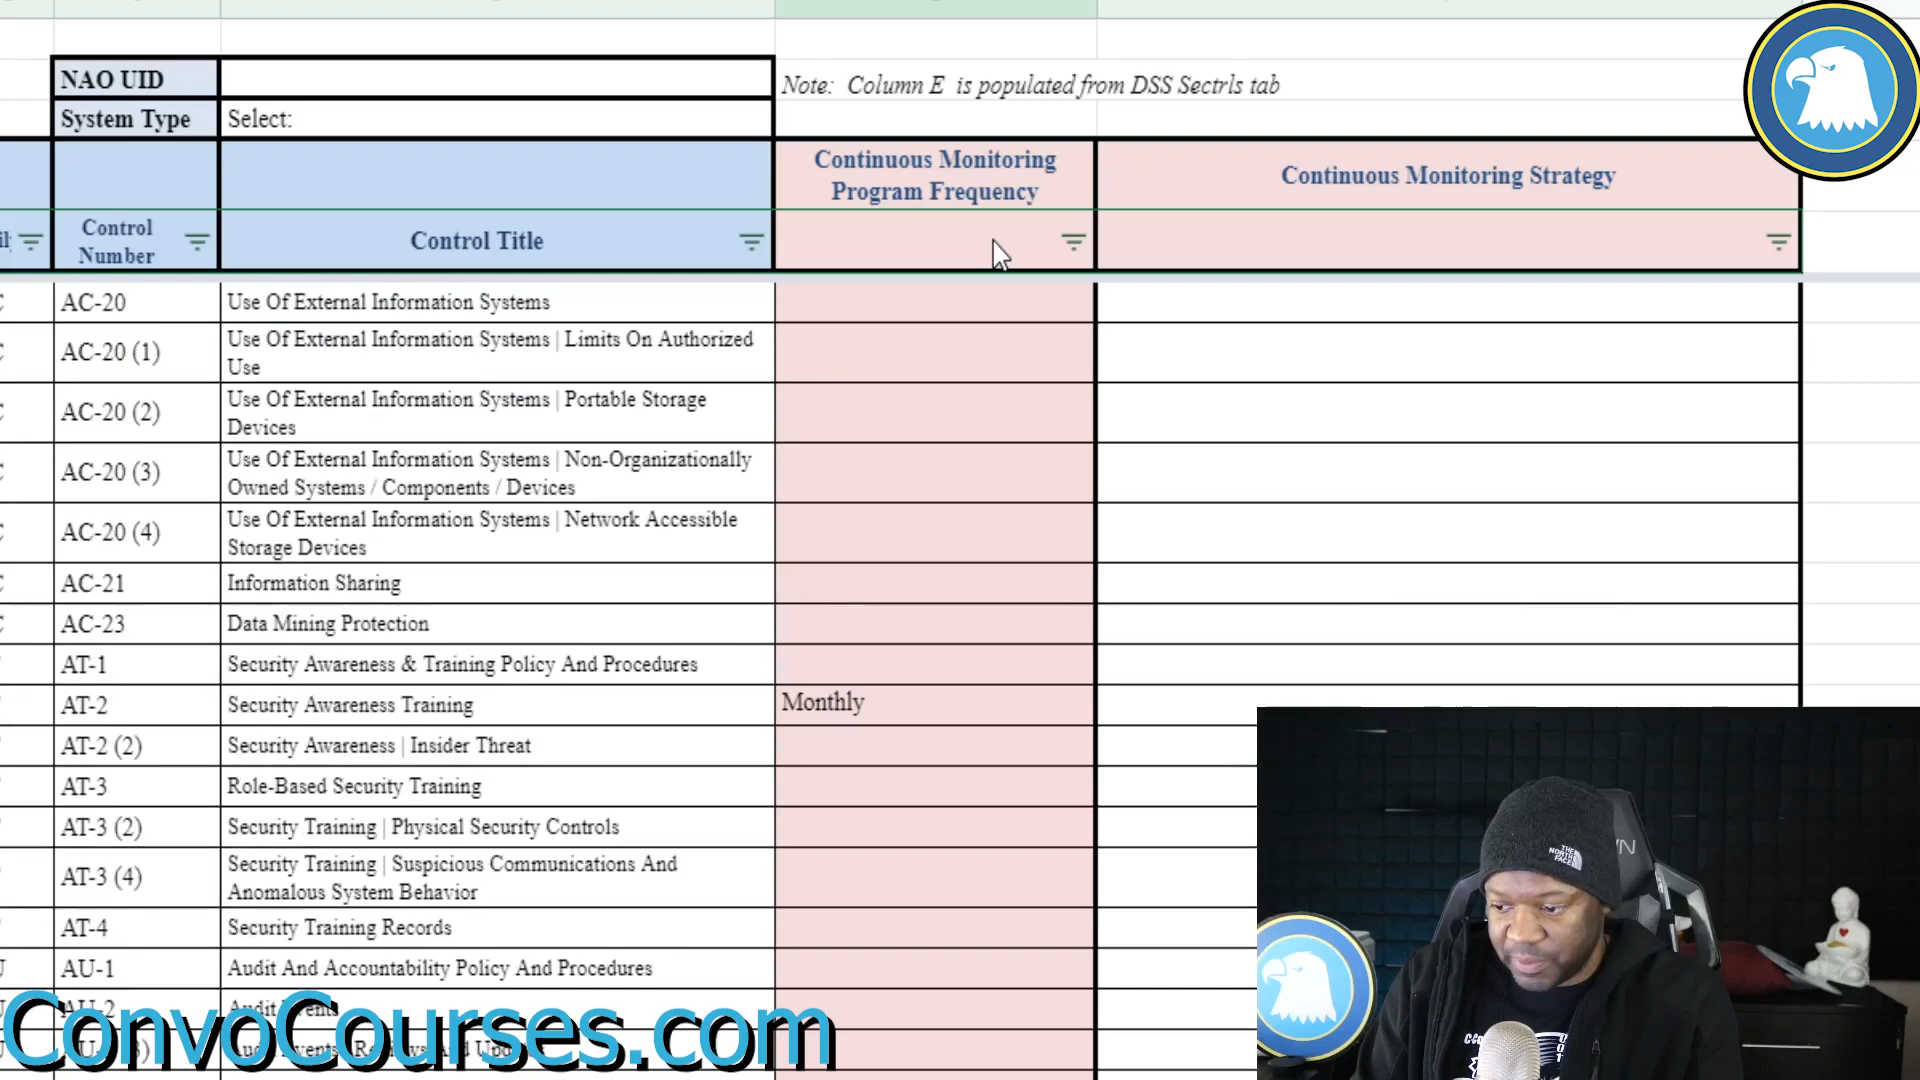 NAO UID
Note: Column E is populated from DSS Sectrls tab
System Type
Select:
Continuous Monitoring
Program Frequency
Continuous Monitoring Strategy
Control
Number
Control Title
AC-20
Use Of External Information Systems
AC-20 (1)
Use Of External Information Systems | Limits On Authorized
Use
AC-20 (2)
Use Of External Information Systems | Portable Storage
Devices
AC-20 (3)
Use Of External Information Systems | Non-Organizationally
Owned Systems / Components / Devices
AC-20 (4)
Use Of External Information Systems | Network Accessible
Storage Devices
AC-21
Information Sharing
AC-23
Data Mining Protection
AT-1
Security Awareness & Training Policy And Procedures
AT-2
Security Awareness Training
Monthly
AT-2 (2)
Security Awareness | Insider Threat
AT-3
Role-Based Security Training
AT-3 (2)
Security Training | Physical Security Controls
AT-3 (4)
Security Training | Suspicious Communications And
Anomalous System Behavior
AT-4
Security Training Records
AU-1
Audit And Accountability Policy And Procedures
AU-2
ConvoCourses.com
THE
NORTH
FACE